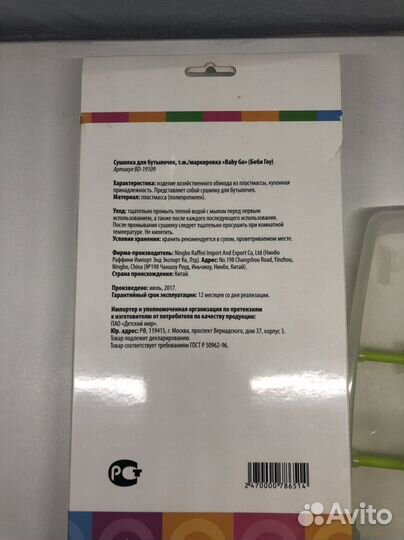 Сушилка для бутылочек, т.м./маркировка «Baby Go» (Беби Гоу)
Артикул BD-19109
Характеристика: изделие хозяйственного обихода из пластмассы, кухонная
принадлежность. Представляет собой сушилку для бутылочек.
Материал: пластмасса (полипропилен).
Уход: тщательно промыть теплой водой с мылом перед первым
использованием, а также после каждого последующего использования.
После промывания сушилку следует тщательно просушить при комнатной
температуре. Не кипятить.
Условия хранения: хранить рекомендуется в сухом, проветриваемом месте.
Фирма-производитель: Ningbo Raffini Import And Export Co, Ltd (Нинбо
Раффини Импорт Энд Экспорт Ко, Лтд). Адрес: No.198 Changshou Road, Yinzhou,
Ningbo, China (№198 Чаншоу Роуд, Иньчжоу, Нинбо, Китай).
Страна происхождения: Китай.
Произведено: июль, 2017.
Гарантийный срок эксплуатации: 12 месяцев со дня реализации.
Импортер и уполномоченная организация по претензиям
к изготовителю от потребителя по качеству продукции:
ПАО «Детский мир».
Юр. адрес: РФ, 119415, г. Москва, проспект Вернадского, дом 37, корпус 3.
Товар подлежит декларированию.
Товар соответствует требованиям ГОСТ Р 50962-96.
РСТ
2 470000 786514
Avito